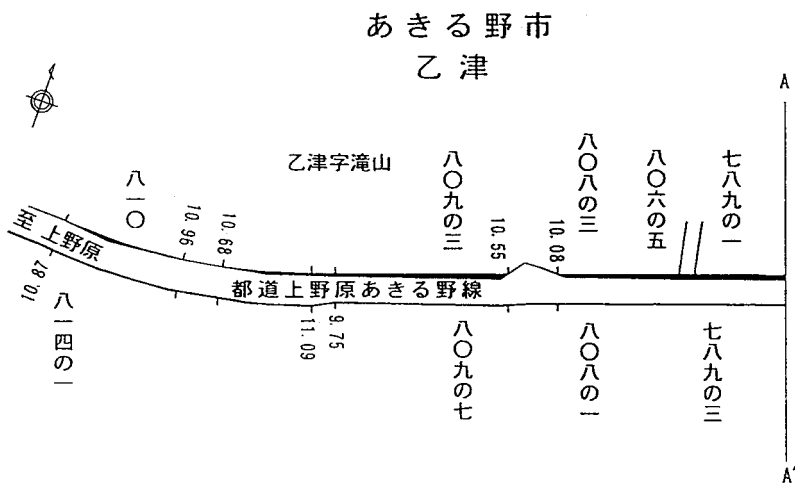 あきる野市
乙津
A
乙津字滝山
八一〇
八〇九の三
八〇八の三
八〇六の五
七八九の一
10.96
10.68
10.55
10.08
至 上野原
都道上野原あきる野線
10.87
11.09
9.75
八一四の一
八〇九の七
八〇八の一
七八九の三
A'